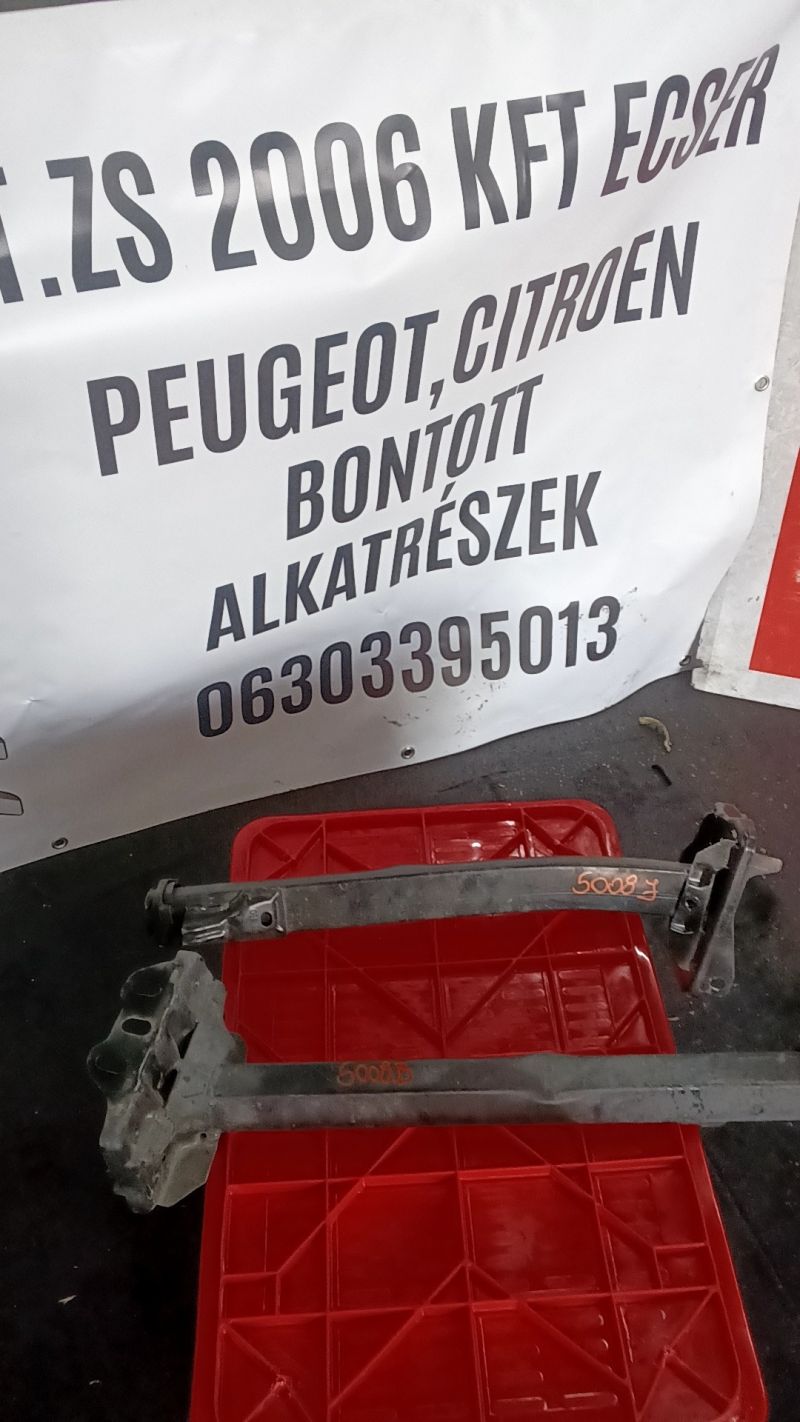 T.ZS 2006 KFT ECSER
PEUGEOT,CITROEN
BONTOTT
ALKATRÉSZEK
06303395013
5008 J
5008 B